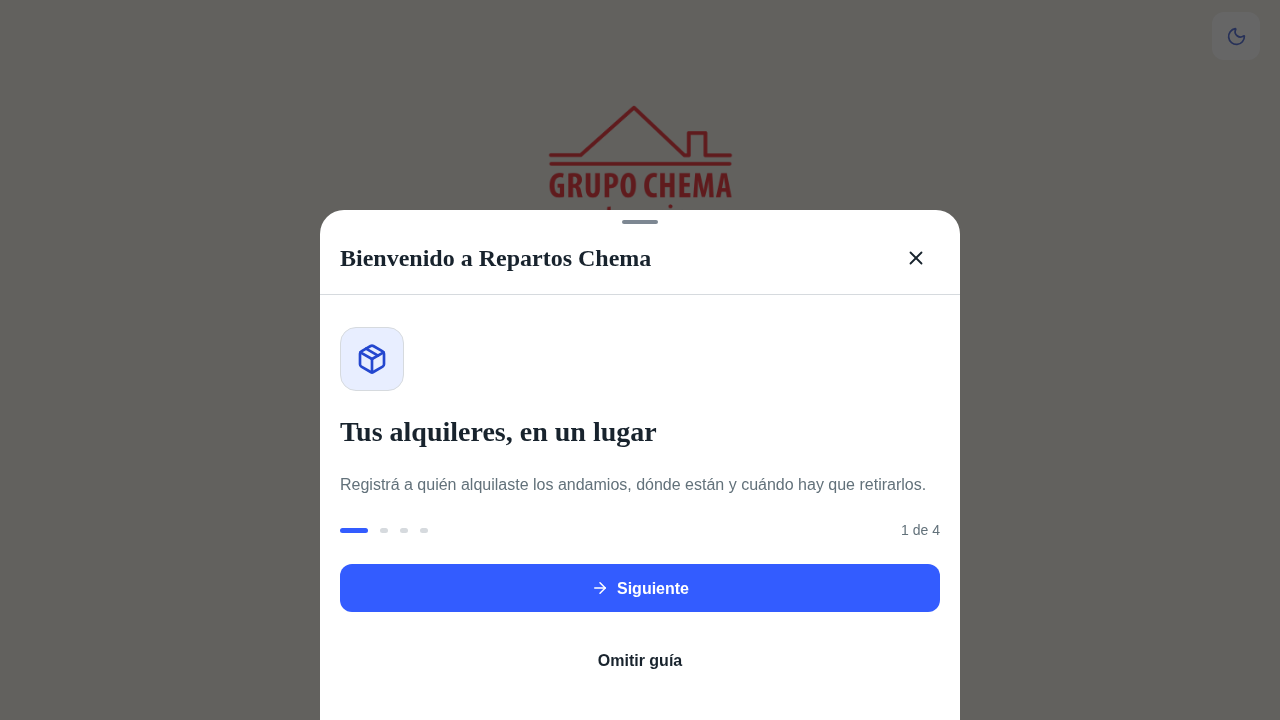 GRUPO CHEMA
Bienvenido a Repartos Chema
Tus alquileres, en un lugar
Registrá a quién alquilaste los andamios, dónde están y cuándo hay que retirarlos.
1 de 4
Siguiente
Omitir guía